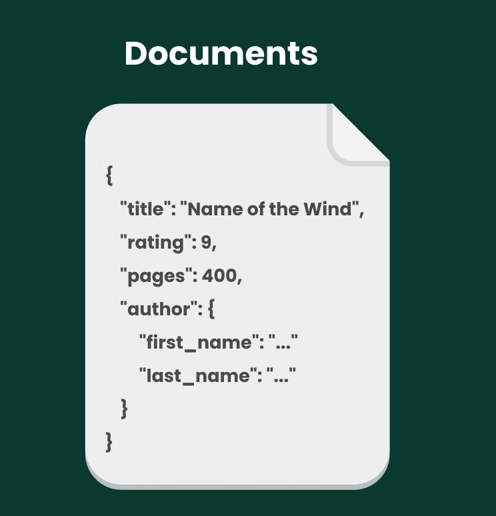 Documents
{
"title": "Name of the Wind",
"rating": 9,
"pages": 400,
"author": {
"first_name": "..."
"last_name": "..."
}
}